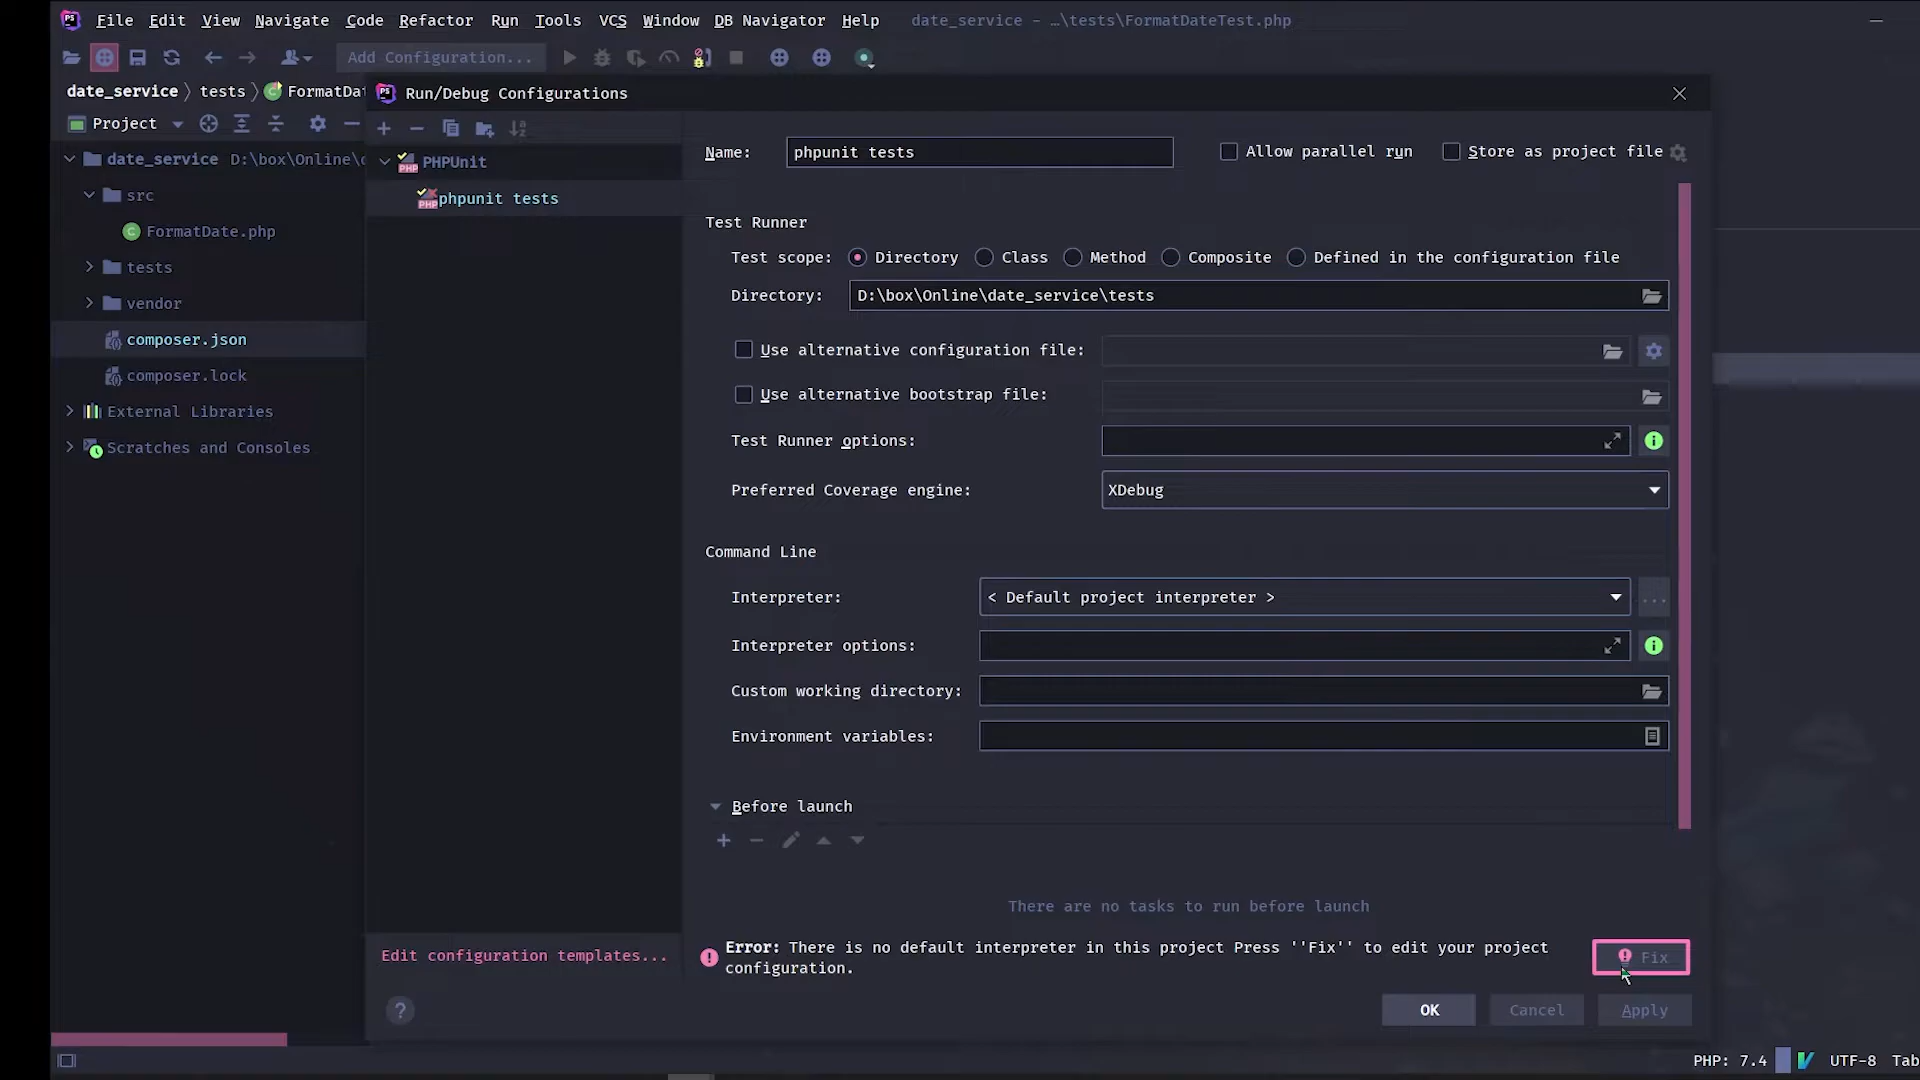 File Edit View Navigate Code Refactor Run Tools VCS Window DB Navigator Help date_service - …\tests\FormatDateTest.php
Add Configuration...
date_service tests FormatDat
Run/Debug Configurations
Project
date_service D:\box\Online\
src
FormatDate.php
tests
vendor
composer.json
composer.lock
External Libraries
Scratches and Consoles
PHPUnit
phpunit tests
Edit configuration templates...
Name: phpunit tests Allow parallel run Store as project file
Test Runner
Test scope: Directory Class Method Composite Defined in the configuration file
Directory: D:\box\Online\date_service\tests
Use alternative configuration file:
Use alternative bootstrap file:
Test Runner options:
Preferred Coverage engine: XDebug
Command Line
Interpreter: < Default project interpreter > ...
Interpreter options:
Custom working directory:
Environment variables:
Before launch
There are no tasks to run before launch
Error: There is no default interpreter in this project Press ''Fix'' to edit your project
configuration.
Fix
? OK Cancel Apply
PHP: 7.4 UTF-8 Tab